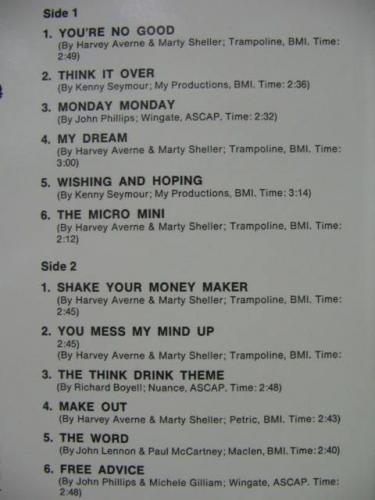 Side 1
1. YOU'RE NO GOOD
(By Harvey Averne & Marty Sheller; Trampoline, BMI. Time:
2:49)
2. THINK IT OVER
(By Kenny Seymour; My Productions, BMI. Time: 2:36)
3. MONDAY MONDAY
(By John Phillips; Wingate, ASCAP. Time: 2:32)
4. MY DREAM
(By Harvey Averne & Marty Sheller; Trampoline, BMI. Time:
3:00)
5. WISHING AND HOPING
(By Kenny Seymour; My Productions, BMI. Time: 3:14)
6. THE MICRO MINI
(By Harvey Averne & Marty Sheller; Trampoline, BMI. Time:
2:12)
Side 2
1. SHAKE YOUR MONEY MAKER
(By Harvey Averne & Marty Sheller; Trampoline, BMI. Time:
2:45)
2. YOU MESS MY MIND UP
2:45)
(By Harvey Averne & Marty Sheller; Trampoline, BMI. Time:
3. THE THINK DRINK THEME
(By Richard Boyell; Nuance, ASCAP. Time: 2:48)
4. MAKE OUT
(By Harvey Averne & Marty Sheller; Petric, BMI. Time: 2:43)
5. THE WORD
(By John Lennon & Paul McCartney; Maclen, BMI. Time: 2:40)
6. FREE ADVICE
(By John Phillips & Michele Gilliam; Wingate, ASCAP. Time:
2:48)